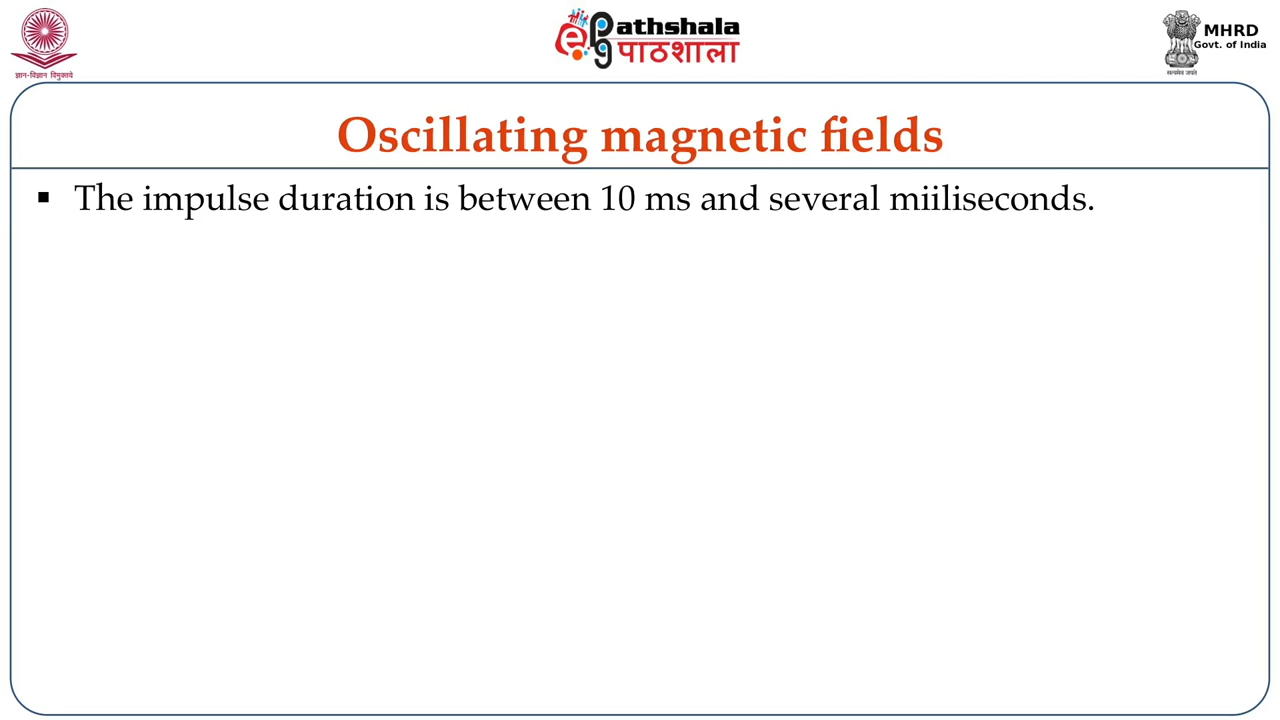 ज्ञान-विज्ञान विमुक्तये
ePathshala
पाठशाला
MHRD
Govt. of India
सत्यमेव जयते
Oscillating magnetic fields
▪ The impulse duration is between 10 ms and several miiliseconds.